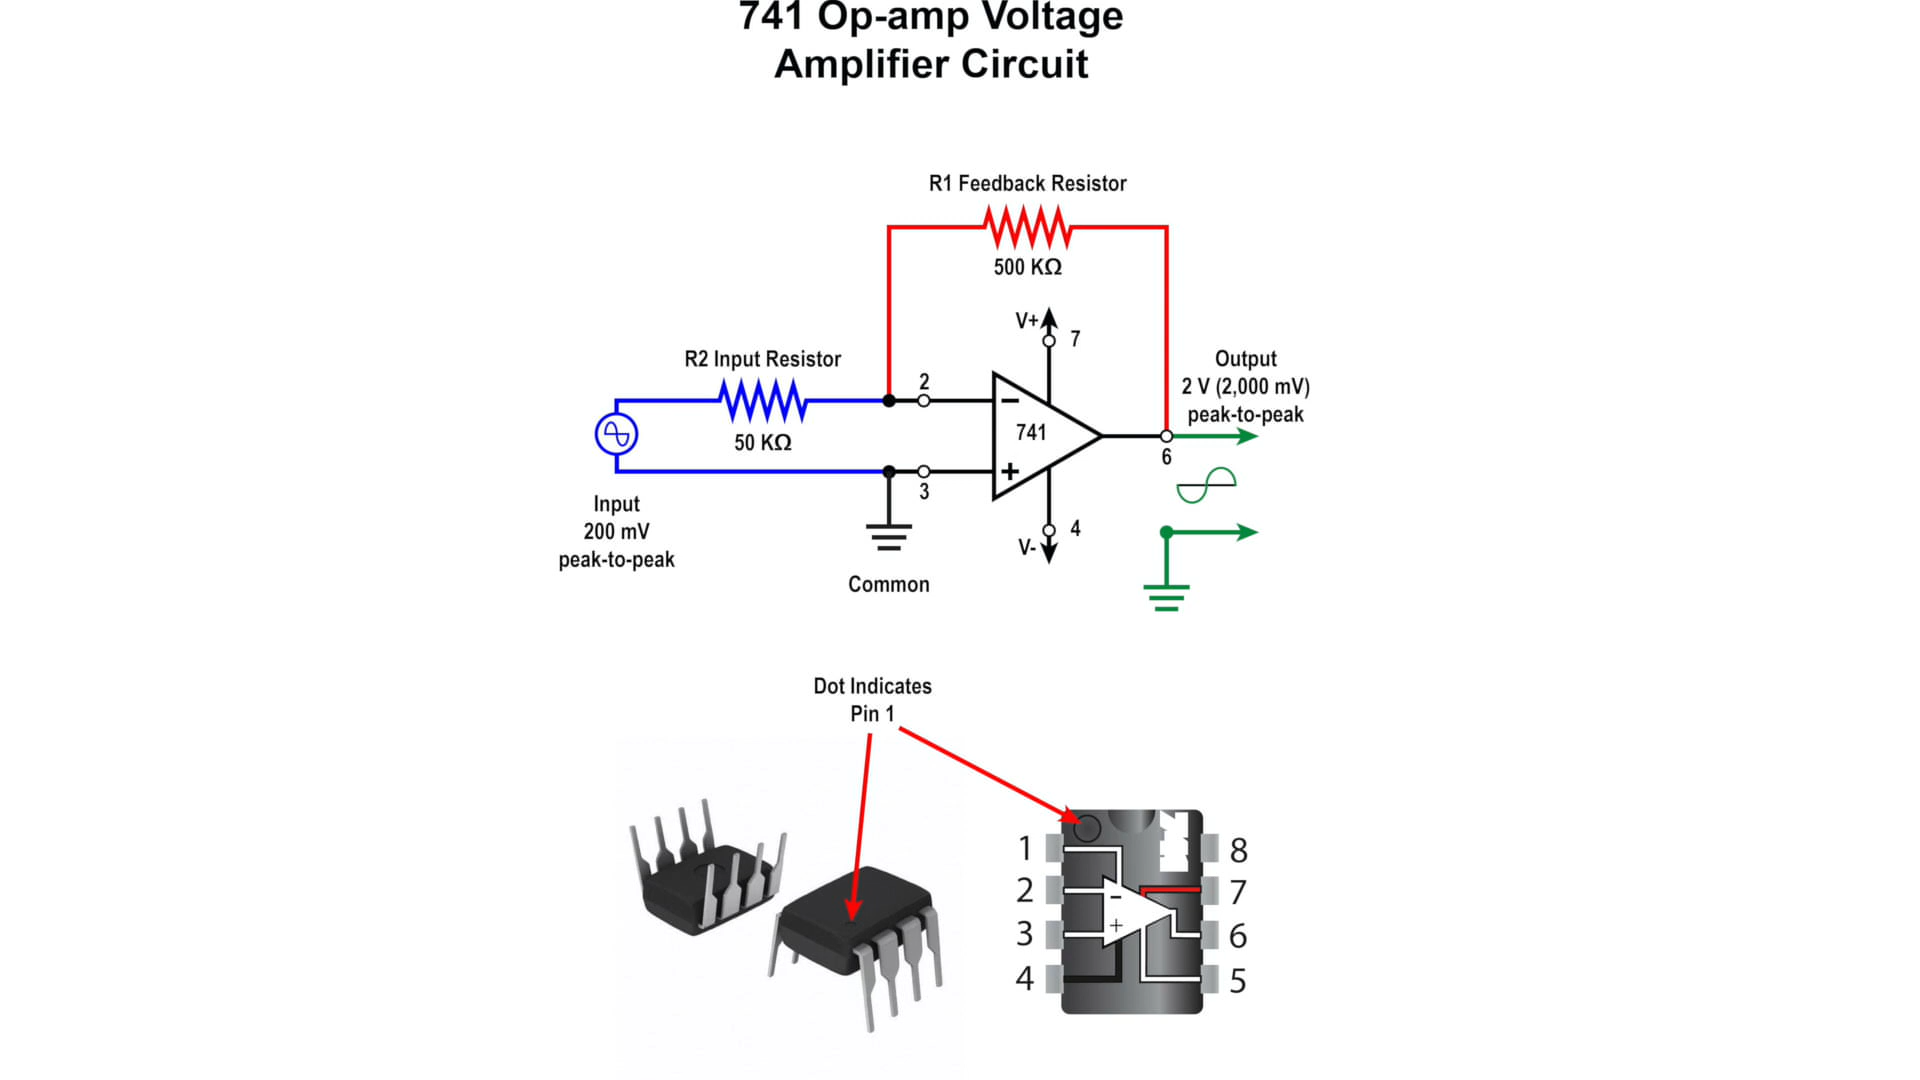 741 Op-amp Voltage
Amplifier Circuit
R1 Feedback Resistor
500 KΩ
V+
7
R2 Input Resistor
50 KΩ
2
−
741
+
3
Output
2 V (2,000 mV)
peak-to-peak
6
Input
200 mV
peak-to-peak
4
V-
Common
Dot Indicates
Pin 1
1
2
3
4
-
+
8
7
6
5